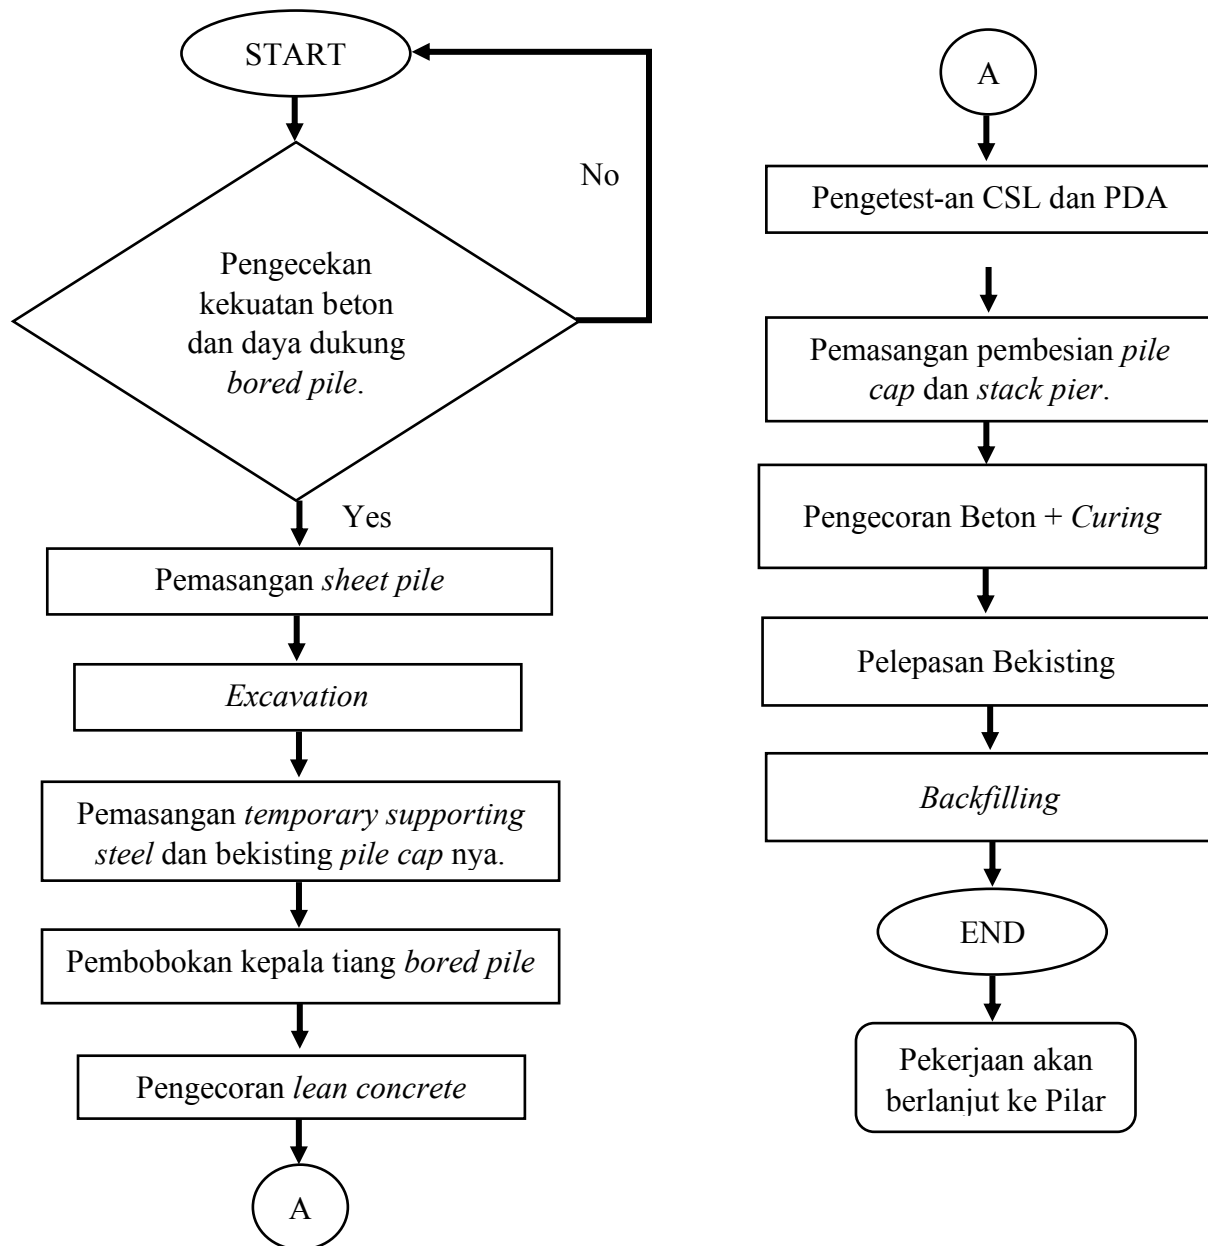 START
No
Pengecekan
kekuatan beton
dan daya dukung
bored pile.
Yes
Pemasangan sheet pile
Excavation
Pemasangan temporary supporting
steel dan bekisting pile cap nya.
Pembobokan kepala tiang bored pile
Pengecoran lean concrete
A
A
Pengetest-an CSL dan PDA
Pemasangan pembesian pile
cap dan stack pier.
Pengecoran Beton + Curing
Pelepasan Bekisting
Backfilling
END
Pekerjaan akan
berlanjut ke Pilar